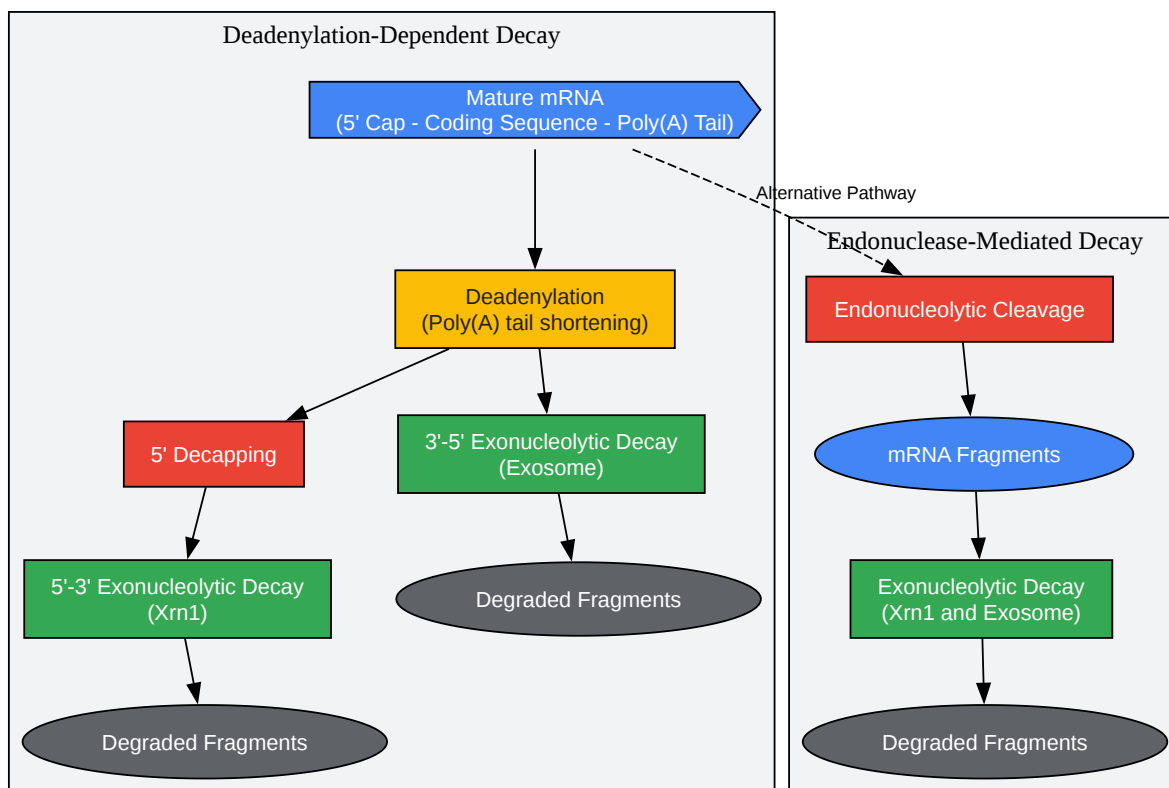 Deadenylation-Dependent Decay
Mature mRNA
(5' Cap - Coding Sequence - Poly(A) Tail)
Alternative Pathway
Endonuclease-Mediated Decay
Deadenylation
(Poly(A) tail shortening)
Endonucleolytic Cleavage
5' Decapping
3'-5' Exonucleolytic Decay
(Exosome)
mRNA Fragments
5'-3' Exonucleolytic Decay
(Xrn1)
Degraded Fragments
Exonucleolytic Decay
(Xrn1 and Exosome)
Degraded Fragments
Degraded Fragments